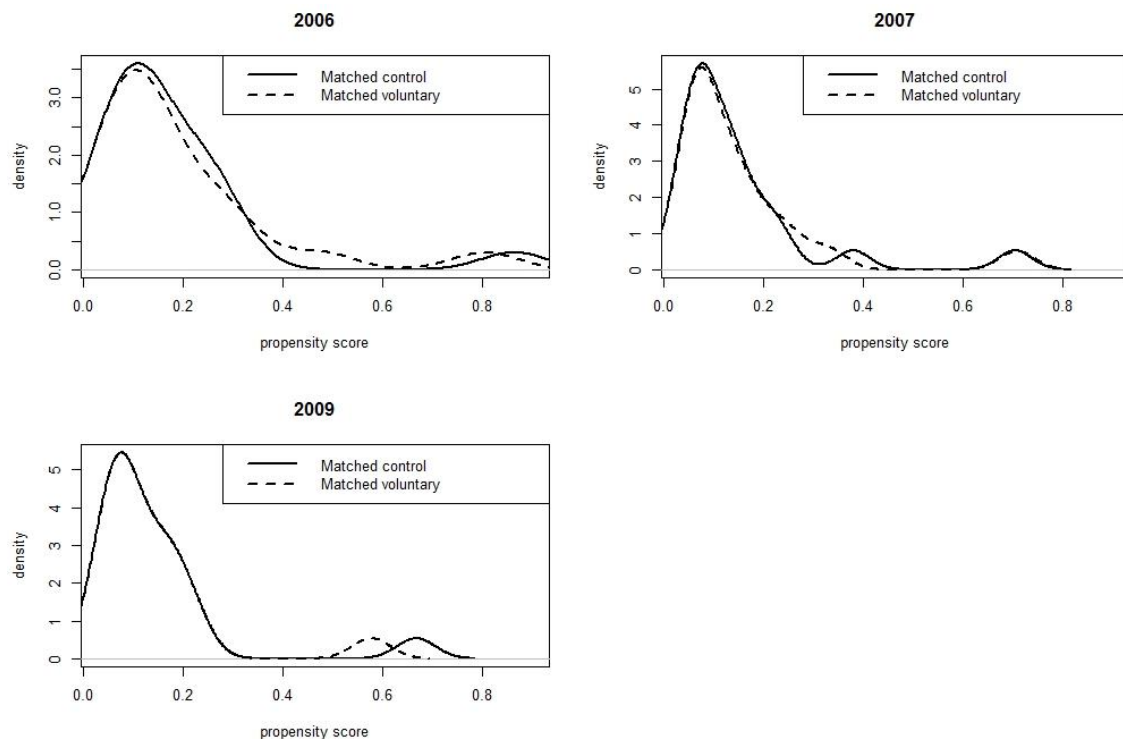 2006
Matched control
Matched voluntary
density
0.0 1.0 2.0 3.0
0.0 0.2 0.4 0.6 0.8
propensity score
2007
Matched control
Matched voluntary
density
0 1 2 3 4 5
0.0 0.2 0.4 0.6 0.8
propensity score
2009
Matched control
Matched voluntary
density
0 1 2 3 4 5
0.0 0.2 0.4 0.6 0.8
propensity score